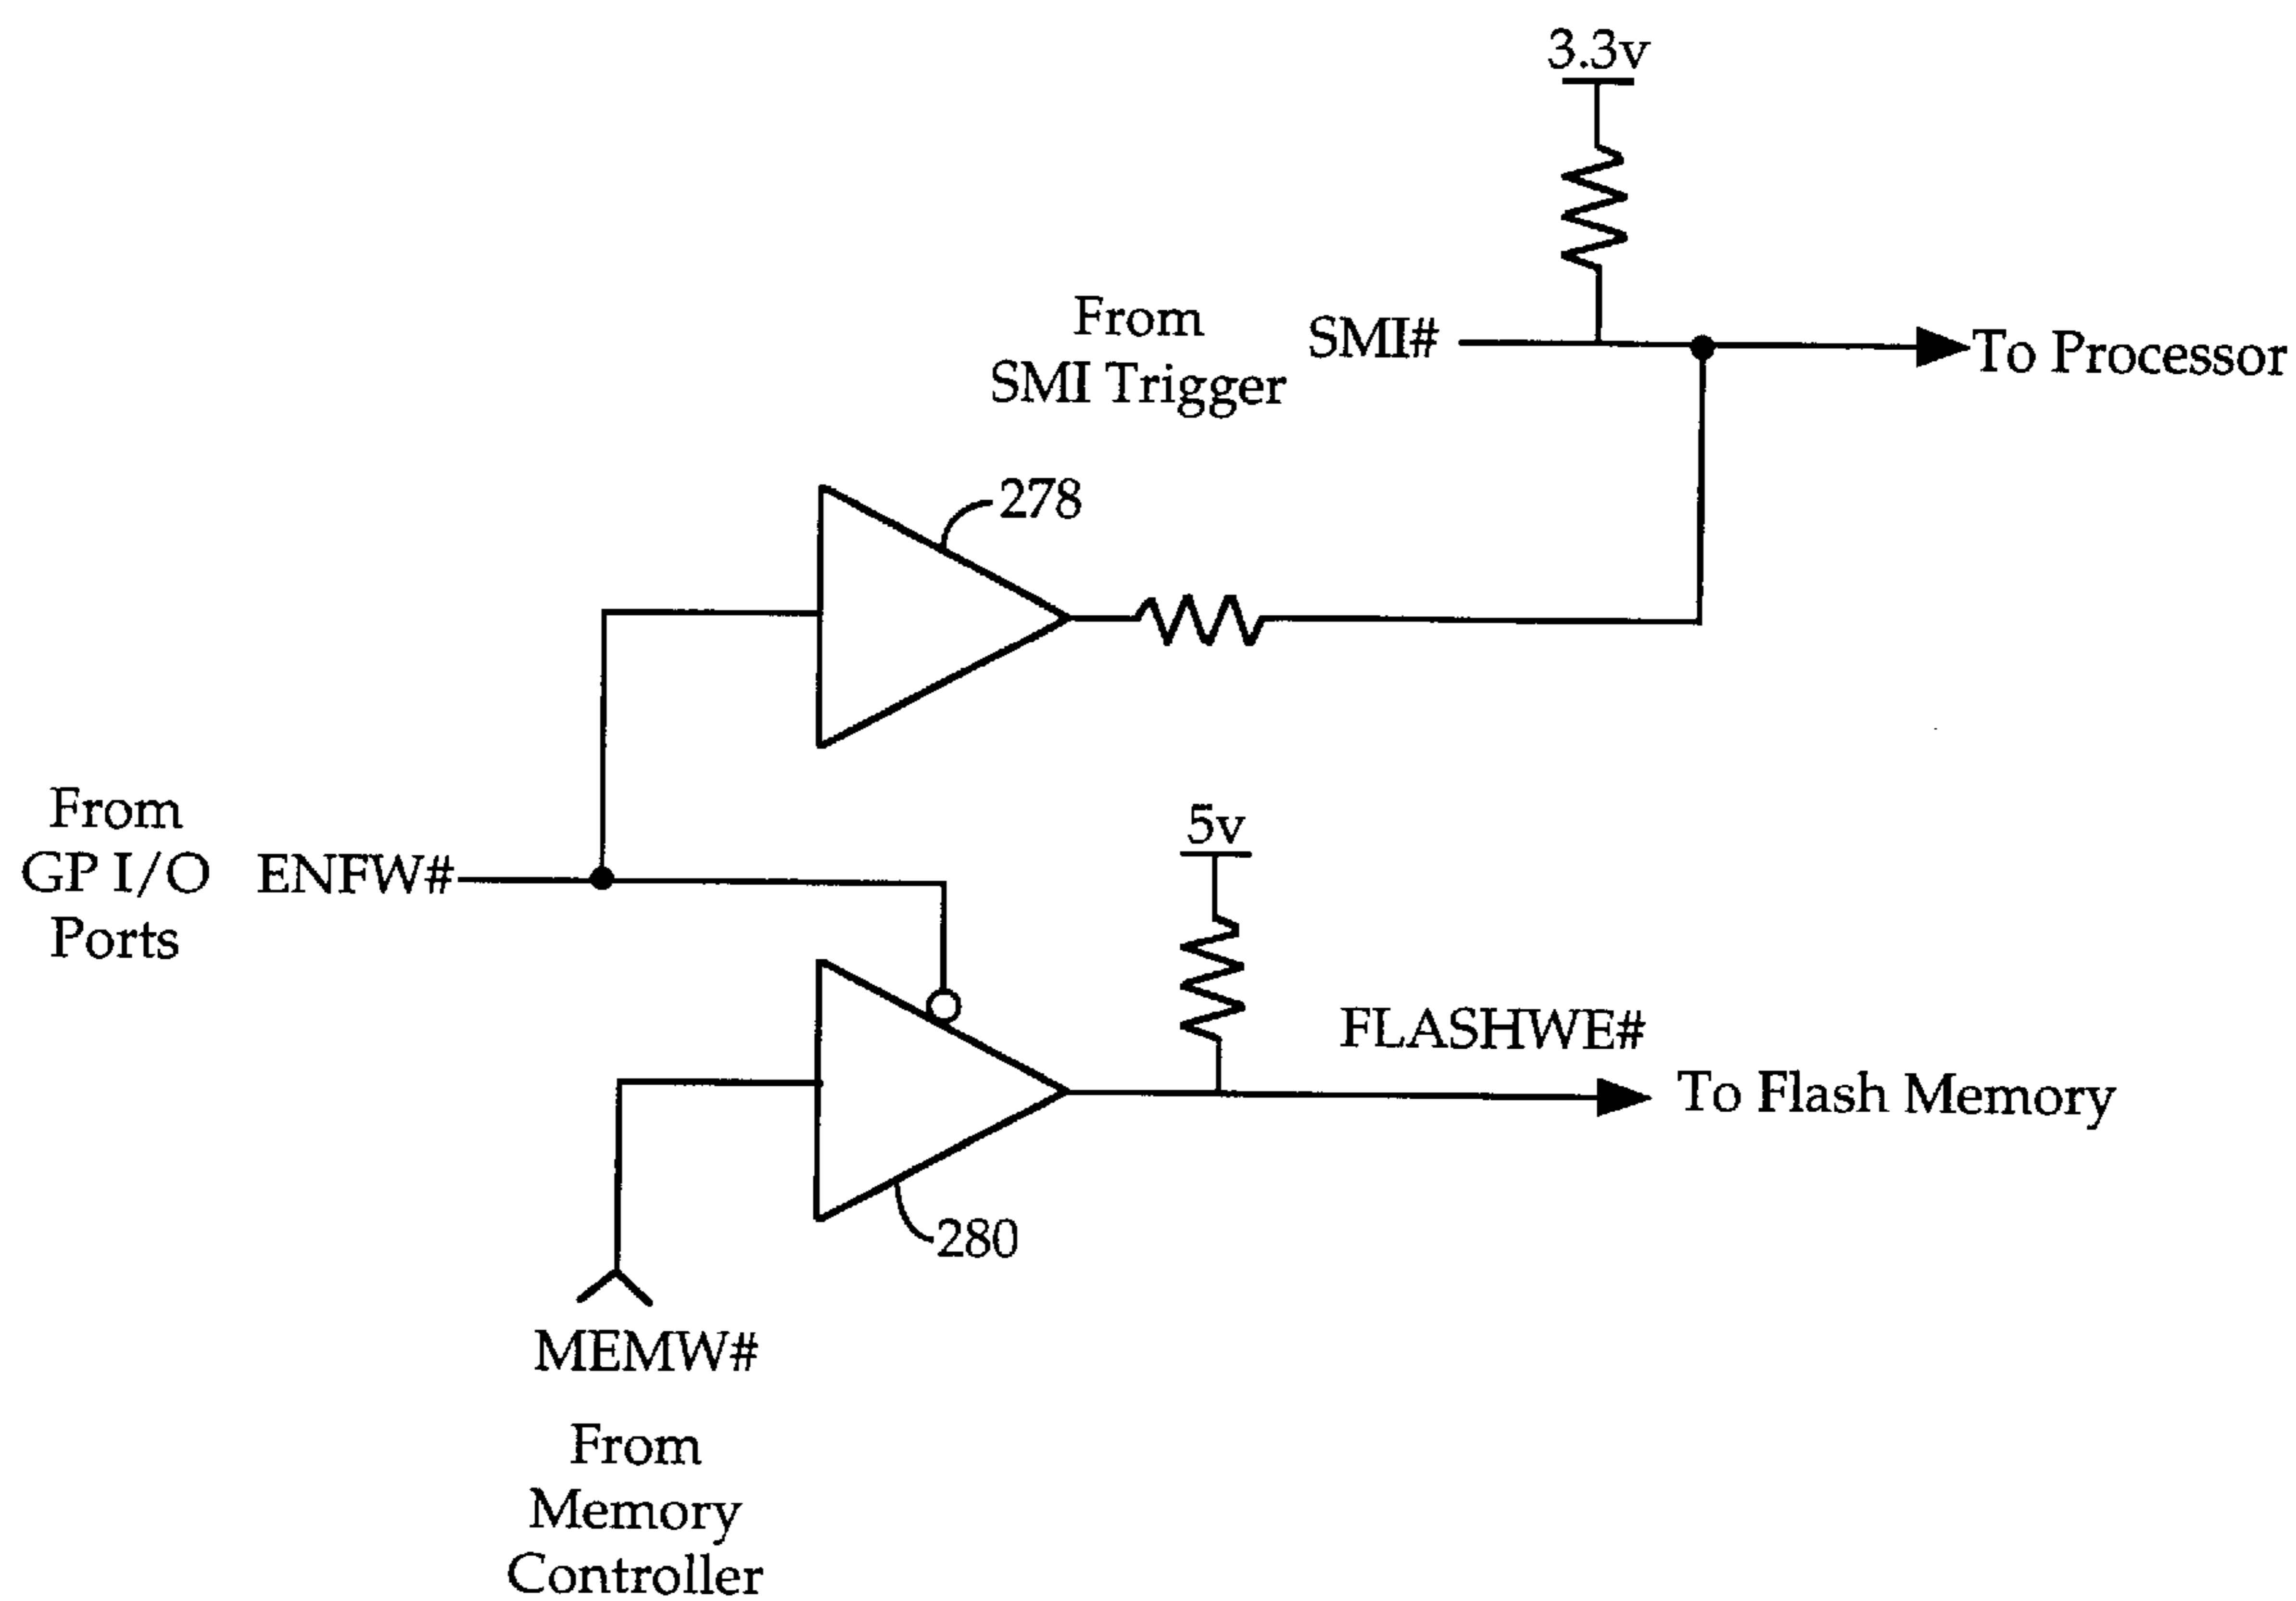 3.3v
From
SMI Trigger
SMI#
To Processor
278
From
GP I/O
Ports
ENFW#
5v
FLASHWE#
To Flash Memory
280
MEMW#
From
Memory
Controller